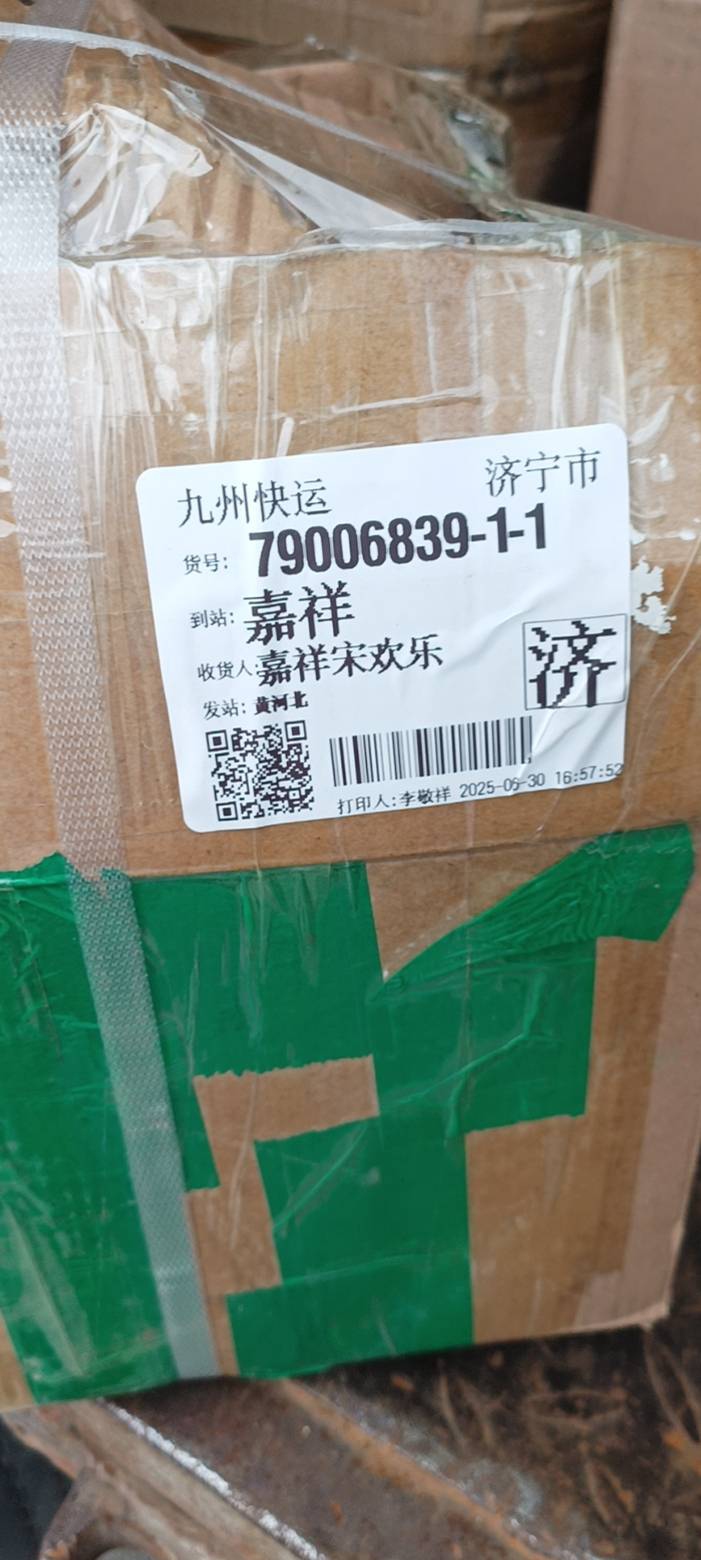 九州快运 济宁市
货号: 79006839-1-1
到站: 嘉祥
收货人: 嘉祥宋欢乐
济
发站: 黄河北
打印人: 李敬祥 2025-06-30 16:57:52